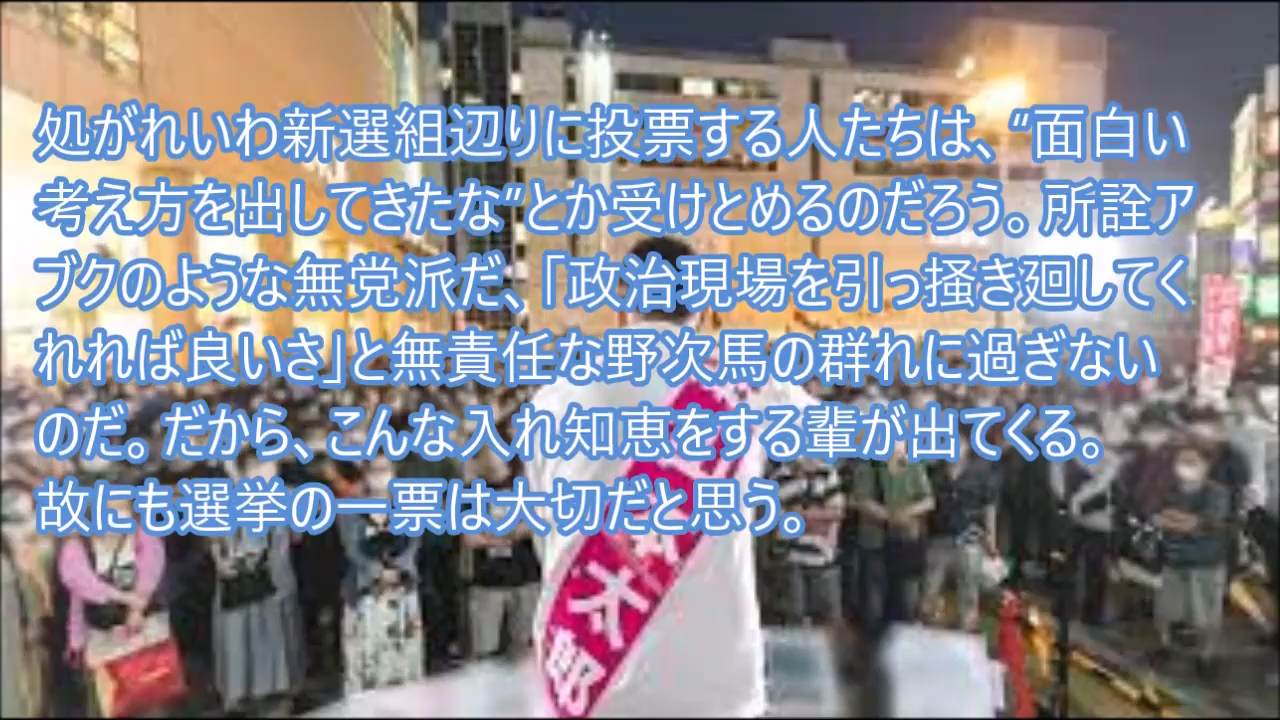 処がれいわ新選組辺りに投票する人たちは、“面白い
考え方を出してきたな”とか受けとめるのだろう。所詮ア
ブクのような無党派だ、「政治現場を引っ掻き廻してく
れれば良いさ」と無責任な野次馬の群れに過ぎない
のだ。だから、こんな入れ知恵をする輩が出てくる。
故にも選挙の一票は大切だと思う。
太郎